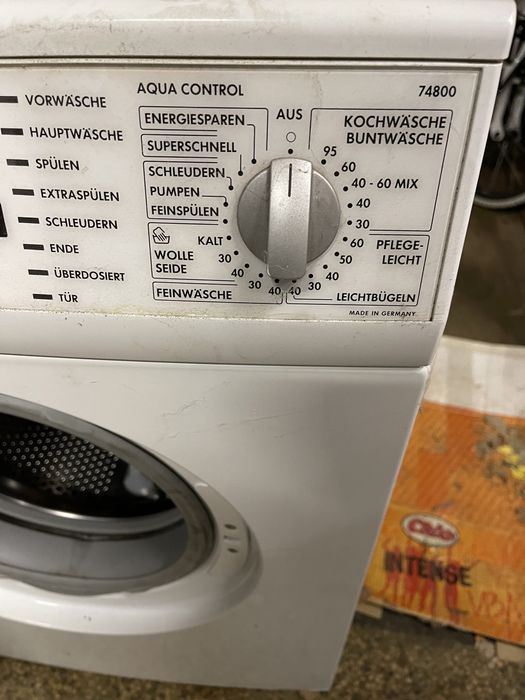 AQUA CONTROL
74800
VORWÄSCHE
HAUPTWÄSCHE
SPÜLEN
EXTRASPÜLEN
SCHLEUDERN
ENDE
ÜBERDOSIERT
TÜR
ENERGIESPAREN
SUPERSCHNELL
SCHLEUDERN
PUMPEN
FEINSPÜLEN
KALT
WOLLE
SEIDE
30
40
FEINWÄSCHE
30
40
AUS
KOCHWÄSCHE
BUNTWÄSCHE
95
60
40 - 60 MIX
40
30
60
PFLEGE-
LEICHT
50
40
30
40
LEICHTBÜGELN
MADE IN GERMANY
Chio
INTENSE